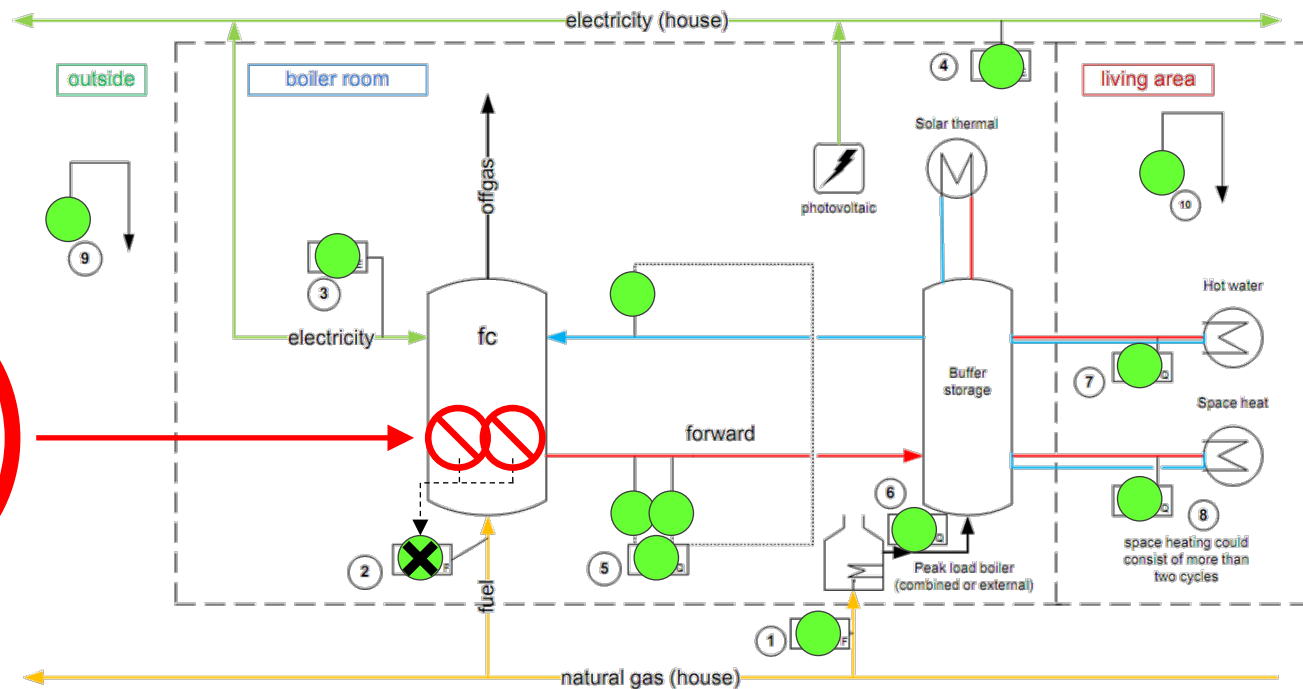 electricity (house)
outside
boiler room
living area
4
E
Solar thermal
photovoltaic
offgas
10
9
E
3
Hot water
electricity
fc
Buffer
storage
Q
7
Space heat
forward
6
Q
Q
8
space heating could
consist of more than
two cycles
2
F
5
Q
Peak load boiler
(combined or external)
fuel
1
F
natural gas (house)